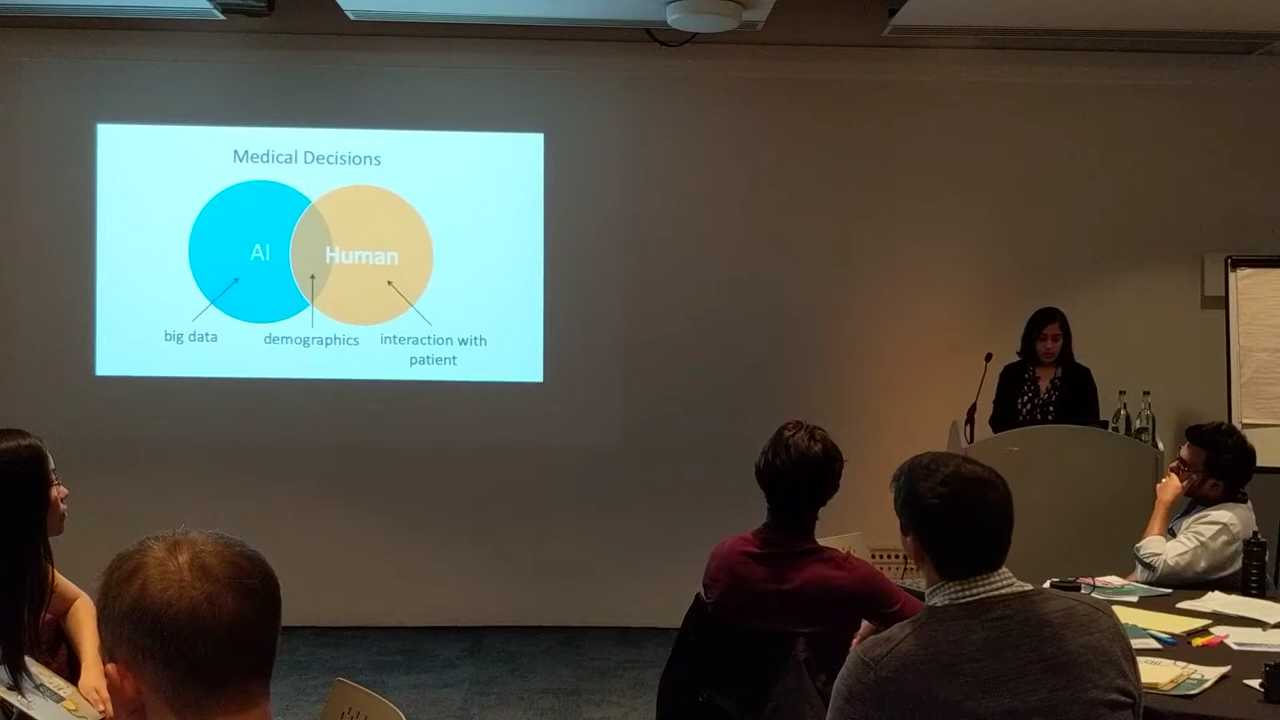 Medical Decisions
AI
Human
big data
demographics
interaction with
patient